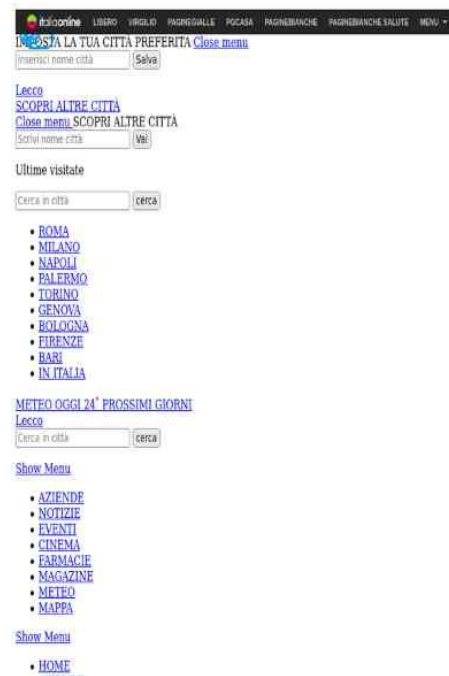 italiaonline LIBERO VIRGILIO PAGINEGIALLE PGCASA PAGINEBIANCHE PAGINEBIANCHE SALUTE MENU
IMPOSTA LA TUA CITTÀ PREFERITA Close menu
Inserisci nome città Salva
Lecco
SCOPRI ALTRE CITTÀ
Close menu SCOPRI ALTRE CITTÀ
Scrivi nome città Vai
Ultime visitate
Cerca in città cerca
ROMA
MILANO
NAPOLI
PALERMO
TORINO
GENOVA
BOLOGNA
FIRENZE
BARI
IN ITALIA
METEO OGGI 24° PROSSIMI GIORNI
Lecco
Cerca in città cerca
Show Menu
AZIENDE
NOTIZIE
EVENTI
CINEMA
FARMACIE
MAGAZINE
METEO
MAPPA
Show Menu
HOME